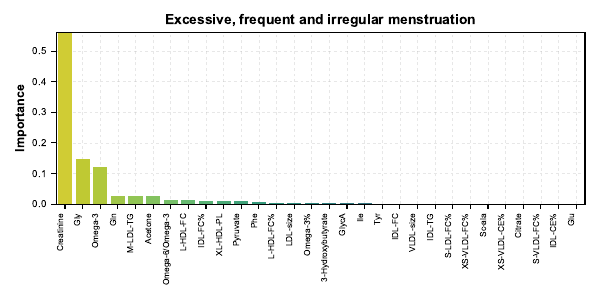 Excessive, frequent and irregular menstruation
Importance
0.5
0.4
0.3
0.2
0.1
0.0
Creatinine
Gly
Omega-3
Gln
M-LDL-TG
Acetone
Omega-6/Omega-3
L-HDL-FC
IDL-FC%
XL-HDL-PL
Pyruvate
Phe
L-HDL-FC%
LDL-size
Omega-3%
3-Hydroxybutyrate
GlycA
Ile
Tyr
IDL-FC
VLDL-size
IDL-TG
S-LDL-FC%
XS-VLDL-FC%
XS-VLDL-CE%
Citrate
S-VLDL-FC%
IDL-CE%
Glu